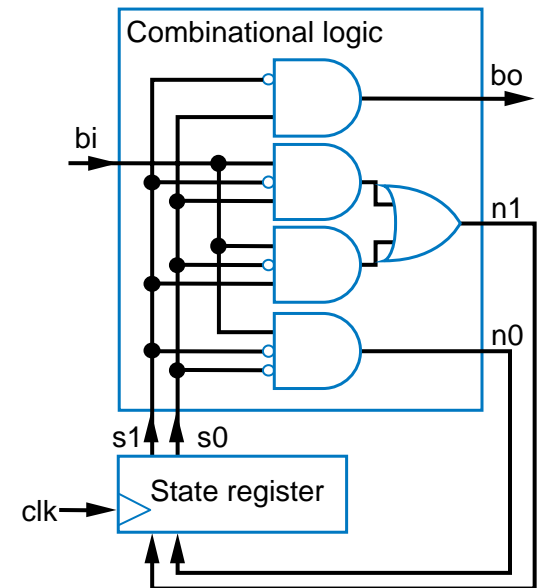 Combinational logic
bo
bi
n1
n0
s1 s0
State register
clk